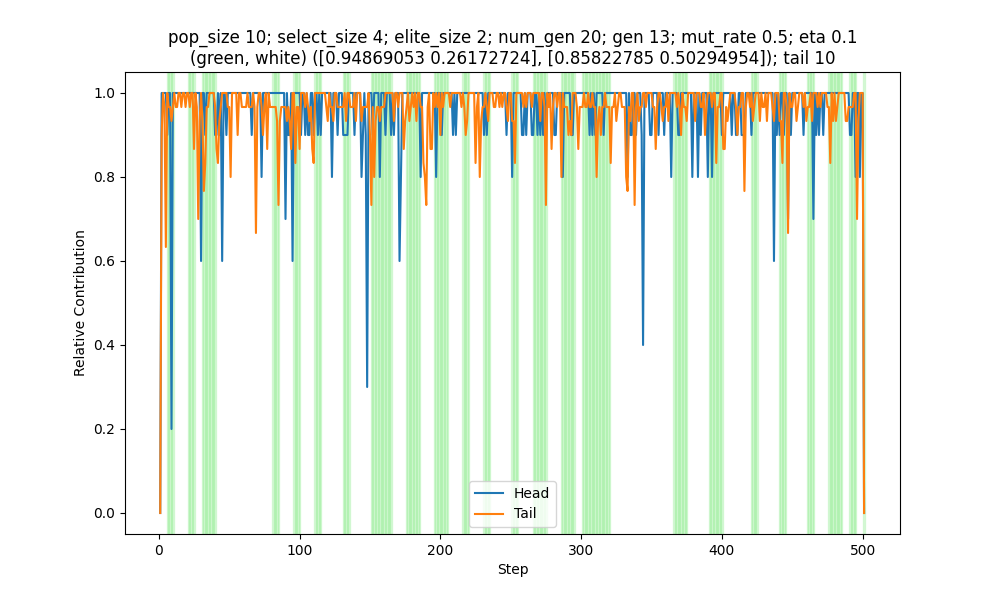 pop_size 10; select_size 4; elite_size 2; num_gen 20; gen 13; mut_rate 0.5; eta 0.1
(green, white) ([0.94869053 0.26172724], [0.85822785 0.50294954]); tail 10
1.0
0.8
0.6
0.4
0.2
0.0
Relative Contribution
Head
Tail
0
100
200
300
400
500
Step